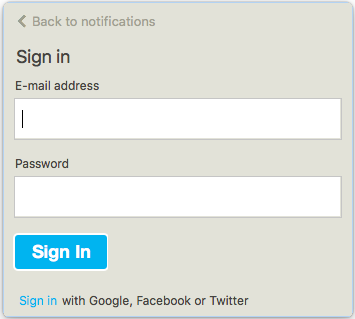 Back to notifications
Sign in
E-mail address
Password
Sign In
Sign in with Google, Facebook or Twitter